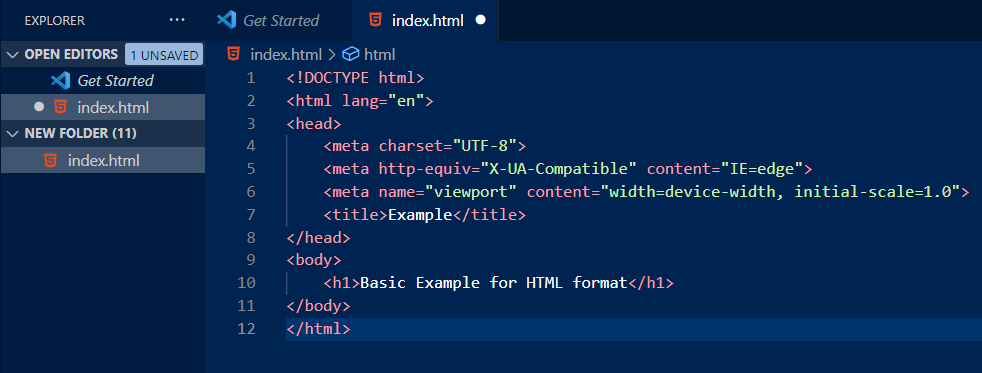 EXPLORER ···
Get Started
index.html
OPEN EDITORS 1 UNSAVED
Get Started
index.html
NEW FOLDER (11)
index.html
index.html > html
1 <!DOCTYPE html>
2 <html lang="en">
3 <head>
4     <meta charset="UTF-8">
5     <meta http-equiv="X-UA-Compatible" content="IE=edge">
6     <meta name="viewport" content="width=device-width, initial-scale=1.0">
7     <title>Example</title>
8 </head>
9 <body>
10     <h1>Basic Example for HTML format</h1>
11 </body>
12 </html>